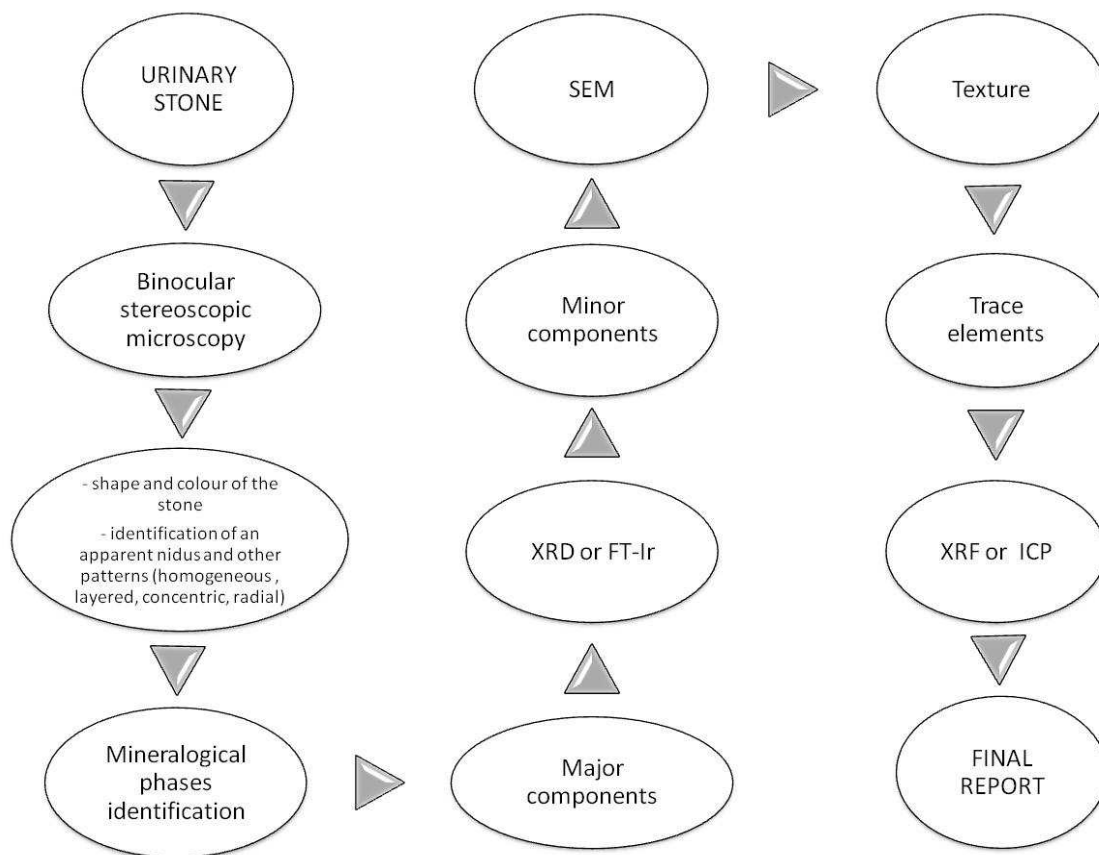 URINARY
STONE
Binocular
stereoscopic
microscopy
- shape and colour of the
stone
- identification of an
apparent nidus and other
patterns (homogeneous ,
layered, concentric, radial)
Mineralogical
phases
identification
Major
components
XRD or FT-Ir
Minor
components
SEM
Texture
Trace
elements
XRF or ICP
FINAL
REPORT